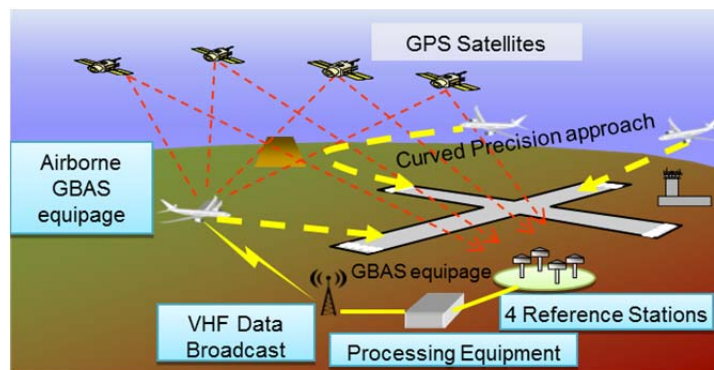 GPS Satellites
Curved Precision approach
Airborne
GBAS
equipage
GBAS equipage
4 Reference Stations
VHF Data
Broadcast
Processing Equipment